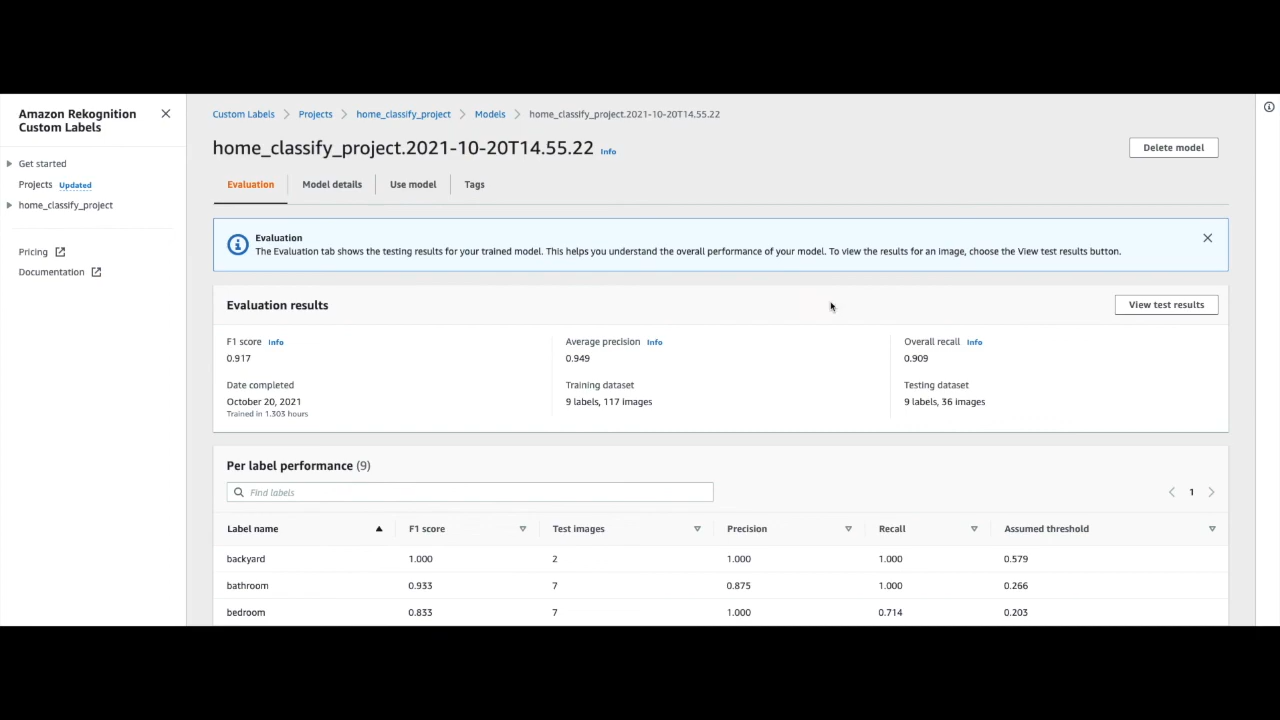 Amazon Rekognition
Custom Labels
Get started
Projects Updated
home_classify_project
Pricing
Documentation
Custom Labels Projects home_classify_project Models home_classify_project.2021-10-20T14.55.22
home_classify_project.2021-10-20T14.55.22 Info
Delete model
Evaluation Model details Use model Tags
Evaluation
The Evaluation tab shows the testing results for your trained model. This helps you understand the overall performance of your model. To view the results for an image, choose the View test results button.
Evaluation results
View test results
F1 score Info Average precision Info Overall recall Info
0.917 0.949 0.909
Date completed Training dataset Testing dataset
October 20, 2021 9 labels, 117 images 9 labels, 36 images
Trained in 1.303 hours
Per label performance (9)
Find labels 1
Label name F1 score Test images Precision Recall Assumed threshold
backyard 1.000 2 1.000 1.000 0.579
bathroom 0.933 7 0.875 1.000 0.266
bedroom 0.833 7 1.000 0.714 0.203